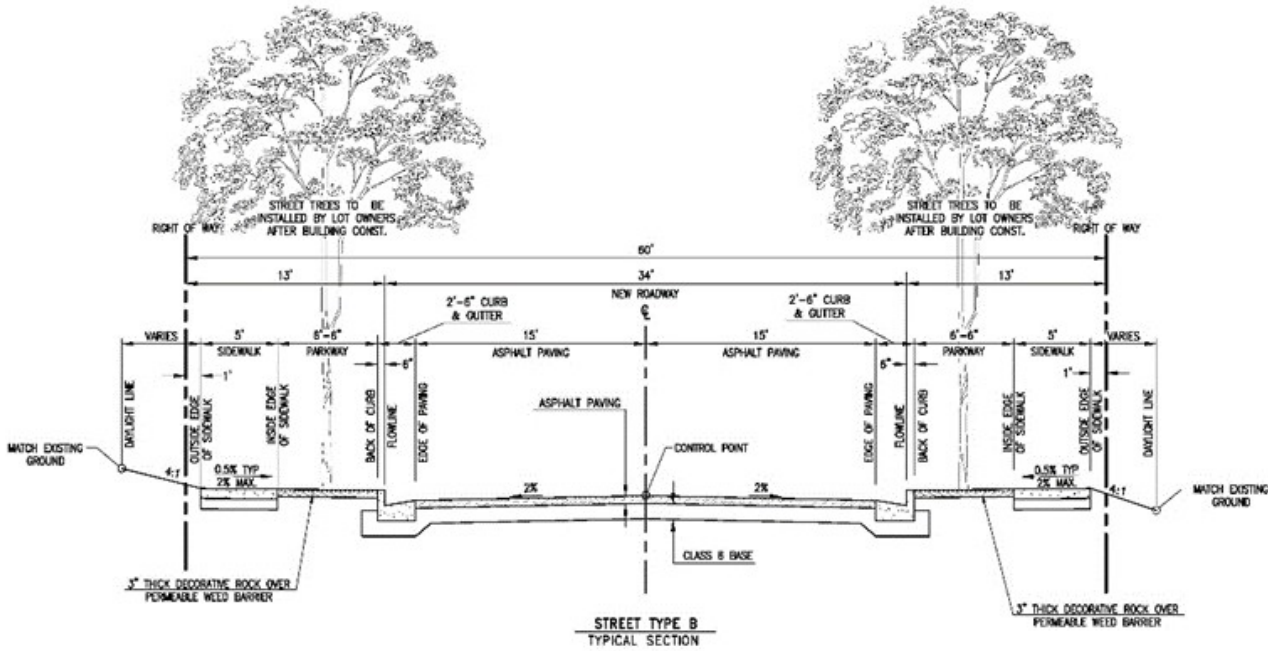 STREET TREES TO BE
INSTALLED BY LOT OWNERS
AFTER BUILDING CONST.
STREET TREES TO BE
INSTALLED BY LOT OWNERS
AFTER BUILDING CONST.
RIGHT OF WAY
RIGHT OF WAY
60'
13'
34'
13'
NEW ROADWAY
2'-6" CURB
& GUTTER
℄
2'-6" CURB
& GUTTER
VARIES
5'
SIDEWALK
6'-6"
PARKWAY
15'
ASPHALT PAVING
15'
ASPHALT PAVING
6'-6"
PARKWAY
5'
SIDEWALK
VARIES
1'
6"
6"
1'
DAYLIGHT LINE
OUTSIDE EDGE
OF SIDEWALK
INSIDE EDGE
OF SIDEWALK
BACK OF CURB
FLOWLINE
EDGE OF PAVING
ASPHALT PAVING
CONTROL POINT
EDGE OF PAVING
FLOWLINE
BACK OF CURB
INSIDE EDGE
OF SIDEWALK
OUTSIDE EDGE
OF SIDEWALK
DAYLIGHT LINE
MATCH EXISTING
GROUND
4:1
0.5% TYP
2% MAX.
2%
2%
0.5% TYP
2% MAX.
4:1
MATCH EXISTING
GROUND
CLASS 6 BASE
3" THICK DECORATIVE ROCK OVER
PERMEABLE WEED BARRIER
3" THICK DECORATIVE ROCK OVER
PERMEABLE WEED BARRIER
STREET TYPE B
TYPICAL SECTION